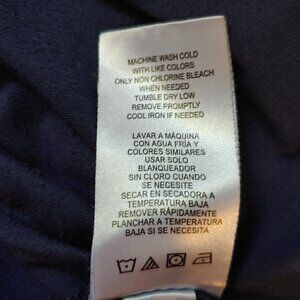 MACHINE WASH COLD
WITH LIKE COLORS
ONLY NON CHLORINE BLEACH
WHEN NEEDED
TUMBLE DRY LOW
REMOVE PROMPTLY
COOL IRON IF NEEDED
LAVAR A MÁQUINA
CON AGUA FRÍA Y
COLORES SIMILARES
USAR SOLO
BLANQUEADOR
SIN CLORO CUANDO
SE NECESITE
SECAR EN SECADORA A
TEMPERATURA BAJA
REMOVER RÁPIDAMENTE
PLANCHAR A TEMPERATURA
BAJA SI SE NECESITA